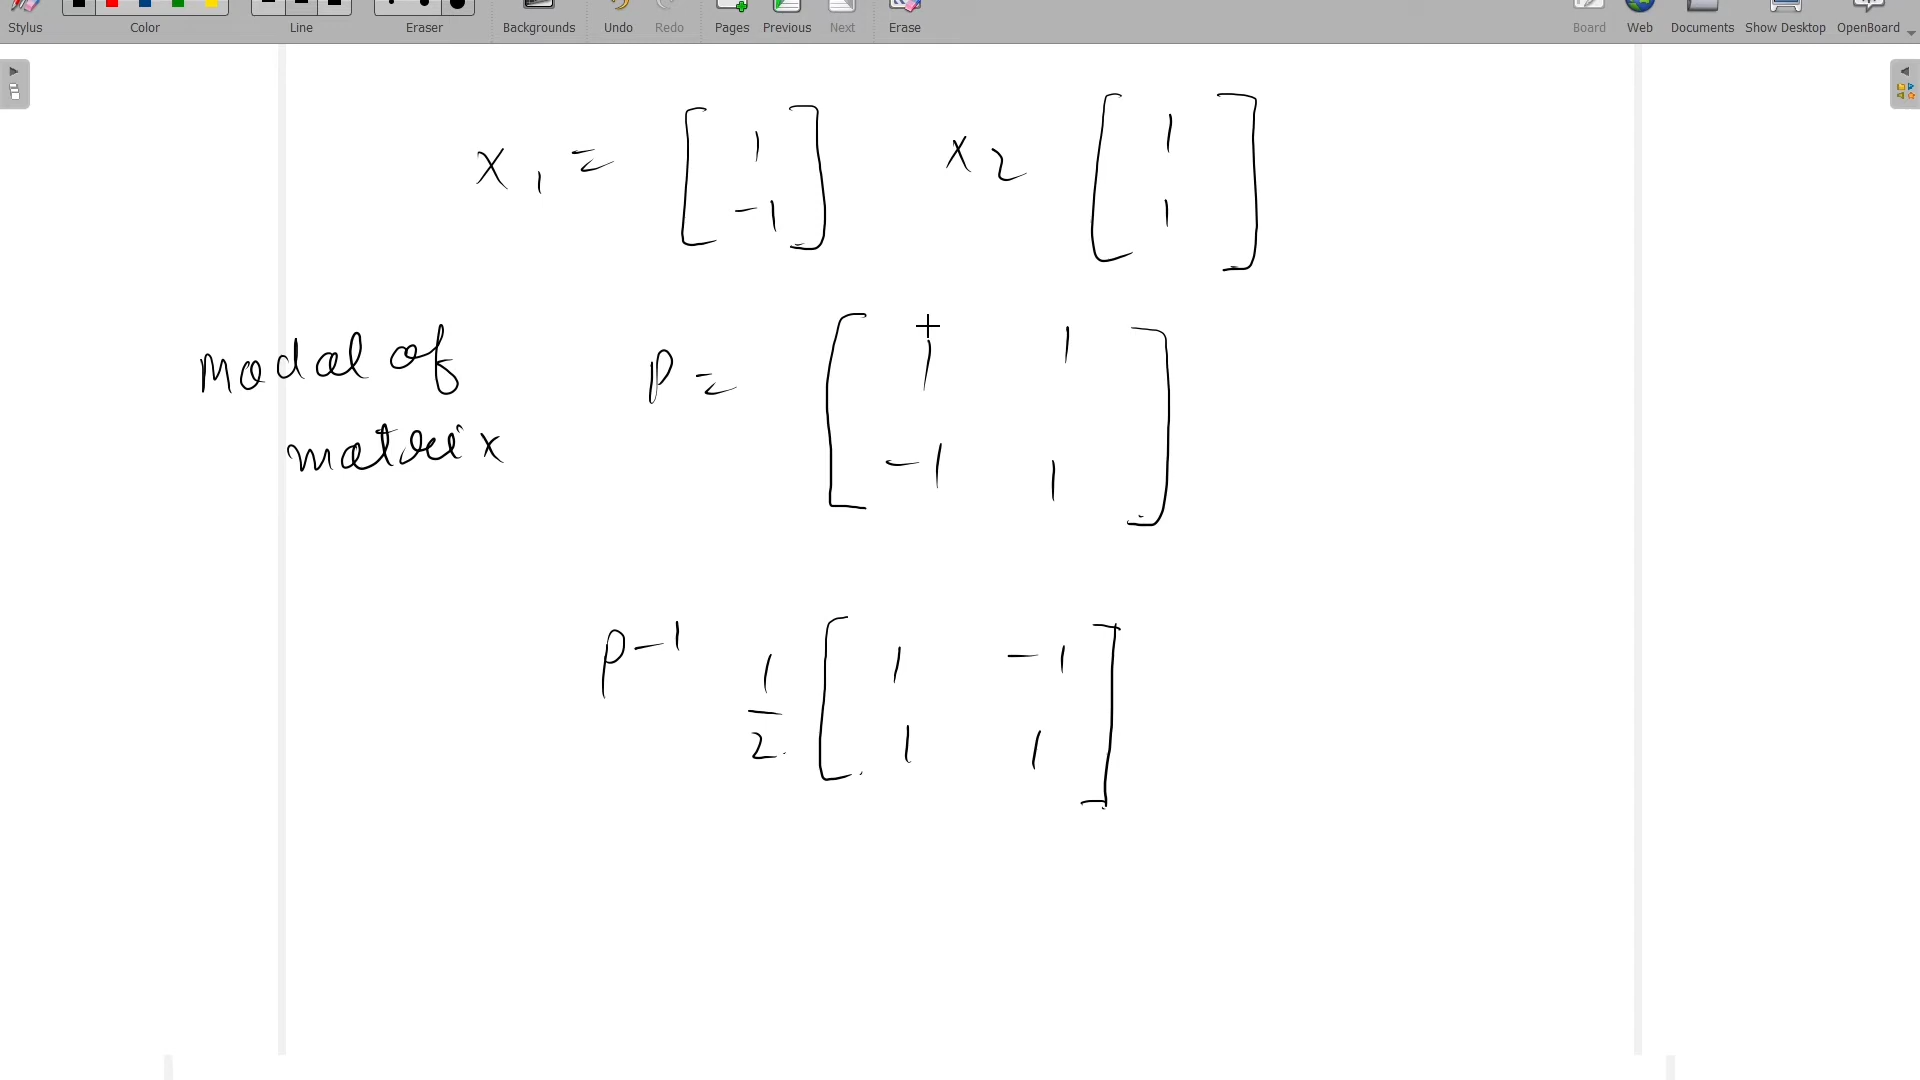 Stylus Color Line Eraser Backgrounds Undo Redo Pages Previous Next Erase Board Web Documents Show Desktop OpenBoard
x₁ = [ 1 -1 ] x₂ [ 1 1 ]
modal of
matrix
P = [ 1 1
-1 1 ]
P-1 1/2 [ 1 -1
1 1 ]